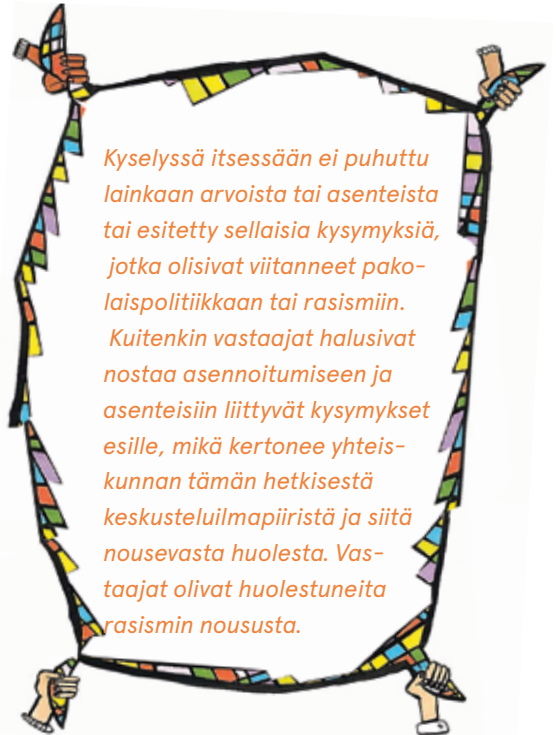 Kyselyssä itsessään ei puhuttu
lainkaan arvoista tai asenteista
tai esitetty sellaisia kysymyksiä,
jotka olisivat viitanneet pako-
laispolitiikkaan tai rasismiin.
Kuitenkin vastaajat halusivat
nostaa asennoitumiseen ja
asenteisiin liittyvät kysymykset
esille, mikä kertonee yhteis-
kunnan tämän hetkisestä
keskusteluilmapiiristä ja siitä
nousevasta huolesta. Vas-
taajat olivat huolestuneita
rasismin noususta.